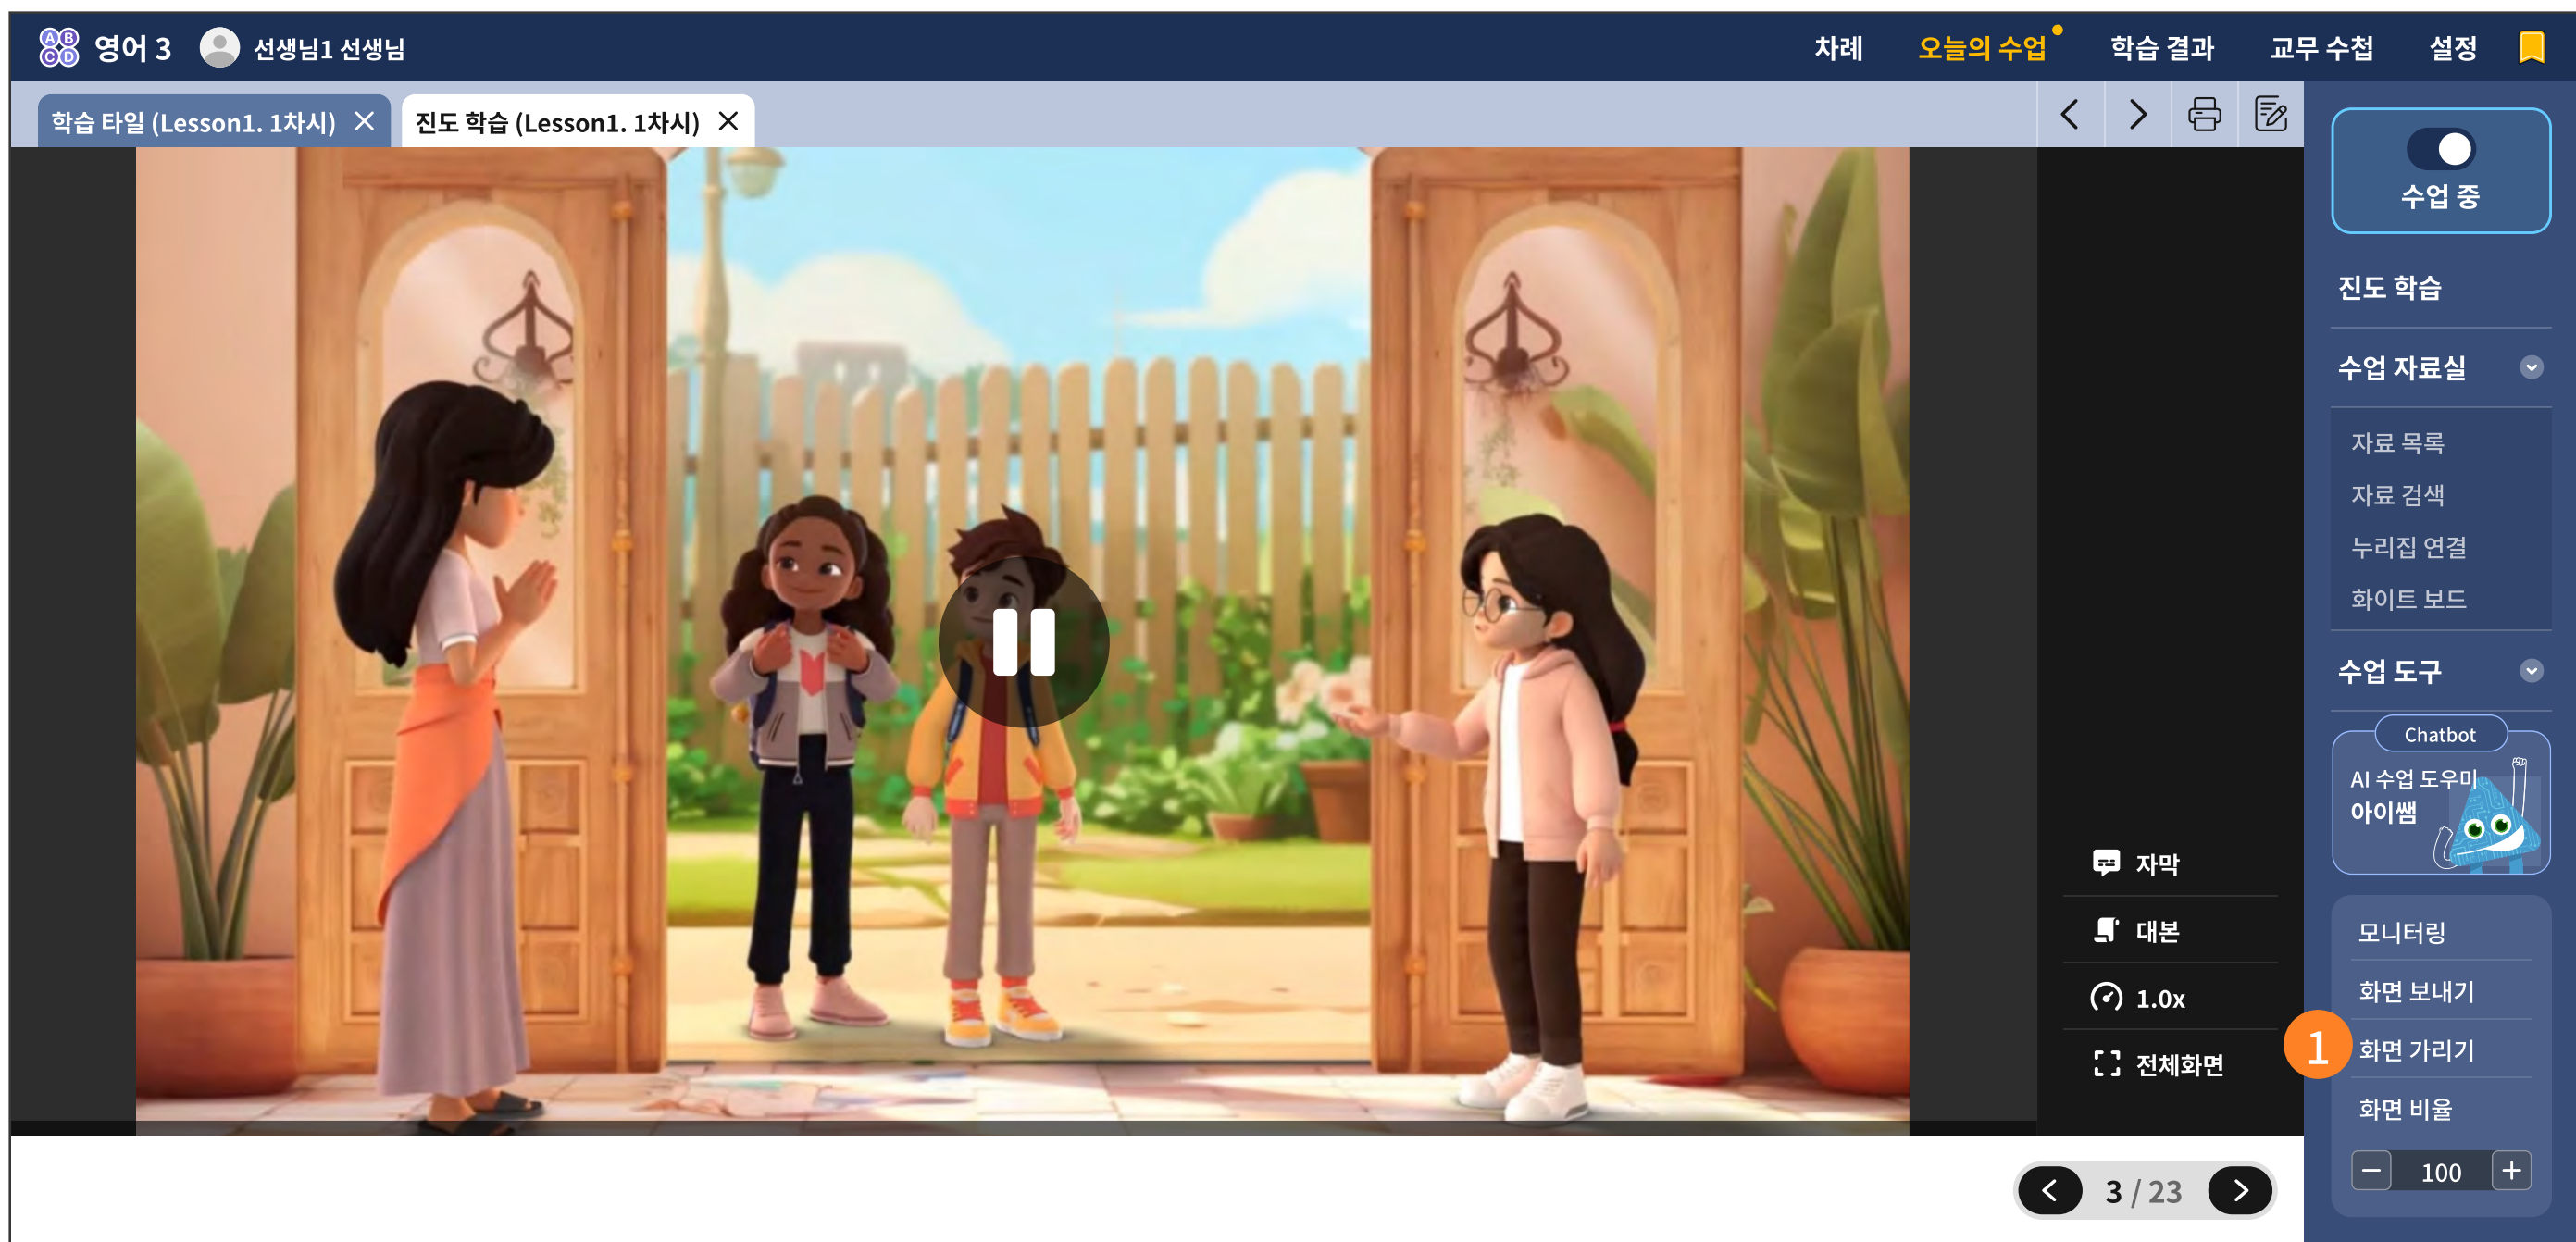 ABCD 영어 3 선생님1 선생님 차례 오늘의 수업 학습 결과 교무 수첩 설정
학습 타일 (Lesson1. 1차시) 진도 학습 (Lesson1. 1차시)
수업 중
진도 학습
수업 자료실
자료 목록
자료 검색
누리집 연결
화이트 보드
수업 도구
Chatbot
AI 수업 도우미
아이쌤
자막
대본
1.0x
전체화면
모니터링
화면 보내기
1 화면 가리기
화면 비율
100
3 / 23